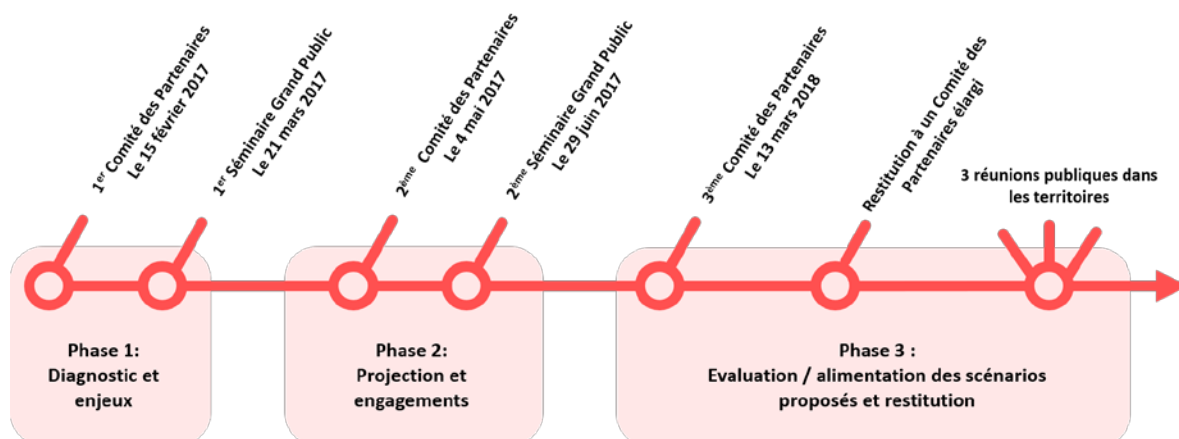 1er Comité des Partenaires
Le 15 février 2017
1er Séminaire Grand Public
Le 21 mars 2017
2ème Comité des Partenaires
Le 4 mai 2017
2ème Séminaire Grand Public
Le 29 juin 2017
3ème Comité des Partenaires
Le 13 mars 2018
Restitution à un Comité des
Partenaires élargi
3 réunions publiques dans
les territoires
Phase 1:
Diagnostic et
enjeux
Phase 2:
Projection et
engagements
Phase 3 :
Evaluation / alimentation des scénarios
proposés et restitution